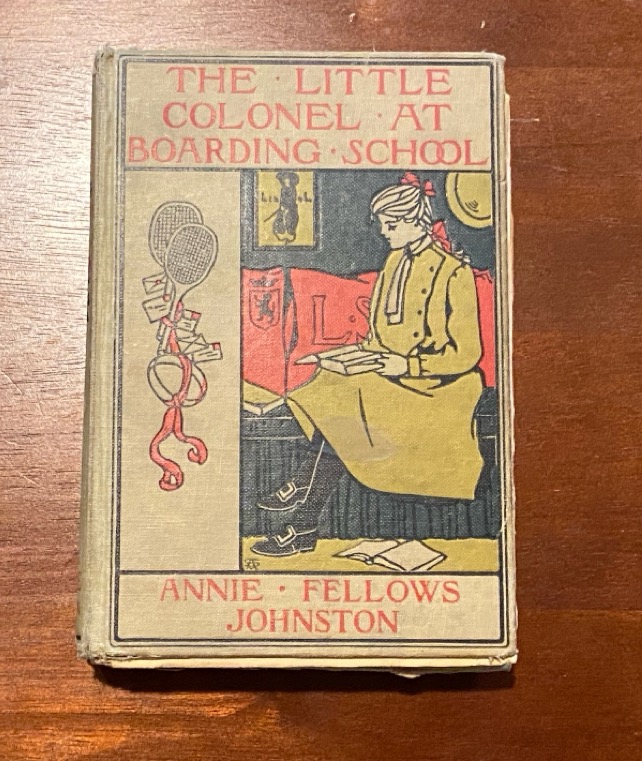 THE · LITTLE
COLONEL · AT
BOARDING · SCHOOL
L·S
ANNIE · FELLOWS
JOHNSTON